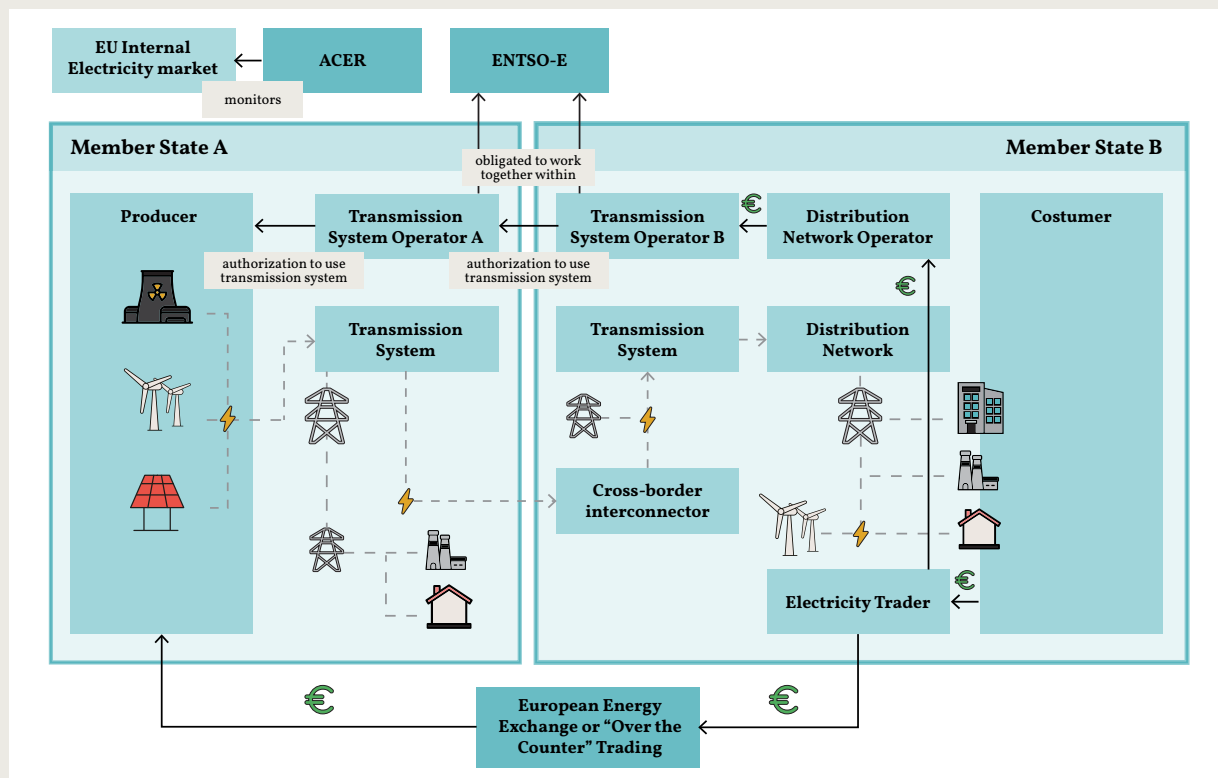 EU Internal
Electricity market
ACER
ENTSO-E
monitors
Member State A
Member State B
obligated to work
together within
Producer
Transmission
System Operator A
Transmission
System Operator B
€
Distribution
Network Operator
Costumer
authorization to use
transmission system
authorization to use
transmission system
€
Transmission
System
Transmission
System
Distribution
Network
Cross-border
interconnector
Electricity Trader
€
€
€
European Energy
Exchange or “Over the
Counter” Trading